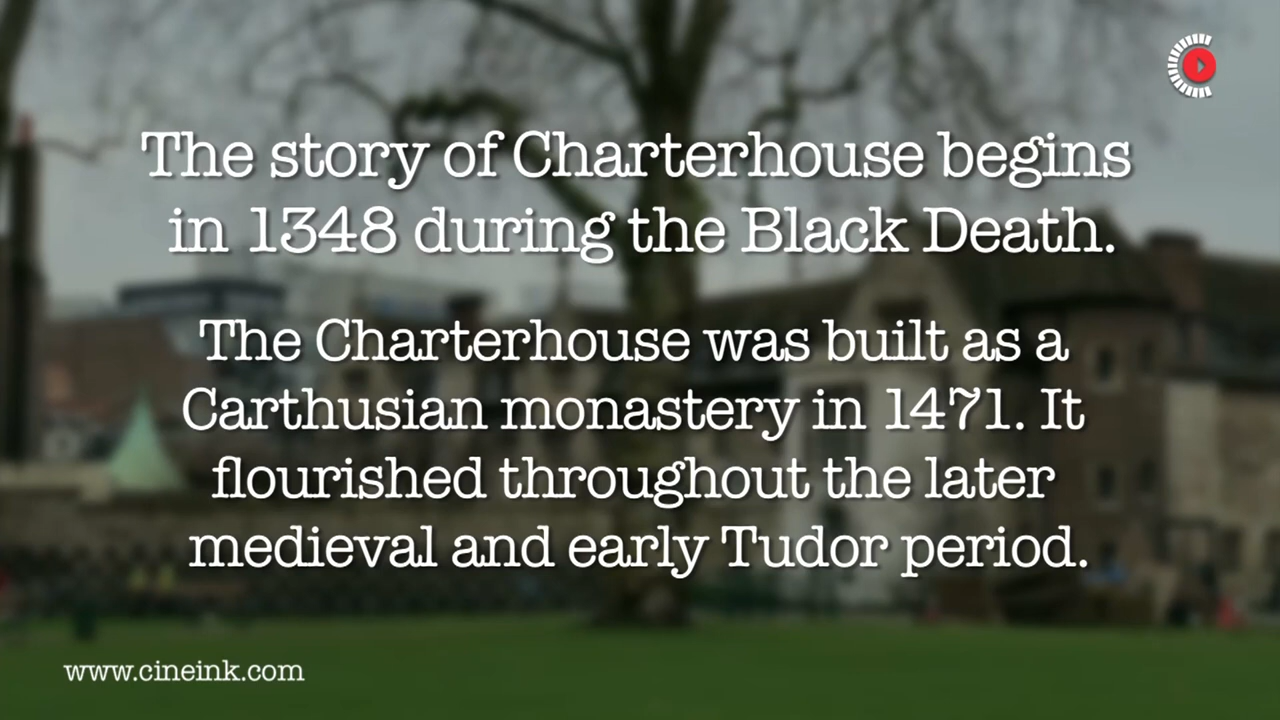 The story of Charterhouse begins
in 1348 during the Black Death.
The Charterhouse was built as a
Carthusian monastery in 1471. It
flourished throughout the later
medieval and early Tudor period.
www.cineink.com